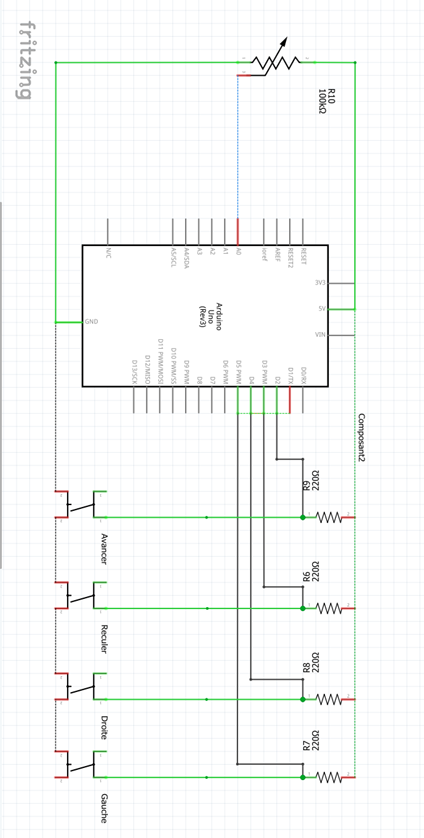 fritzing
R10
100kΩ
N/C
A5/SCL
A4/SDA
A3
A2
A1
A0
ioref
AREF
RESET2
RESET
Arduino
Uno
(Rev3)
3V3
5V
VIN
GND
D13/SCK
D12/MISO
D11 PWM/MOSI
D10 PWM/SS
D9 PWM
D8
D7
D6 PWM
D5 PWM
D4
D3 PWM
D2
D1/TX
D0/RX
Composant2
R9
220Ω
Avancer
R6
220Ω
Reculer
R8
220Ω
Droite
R7
220Ω
Gauche